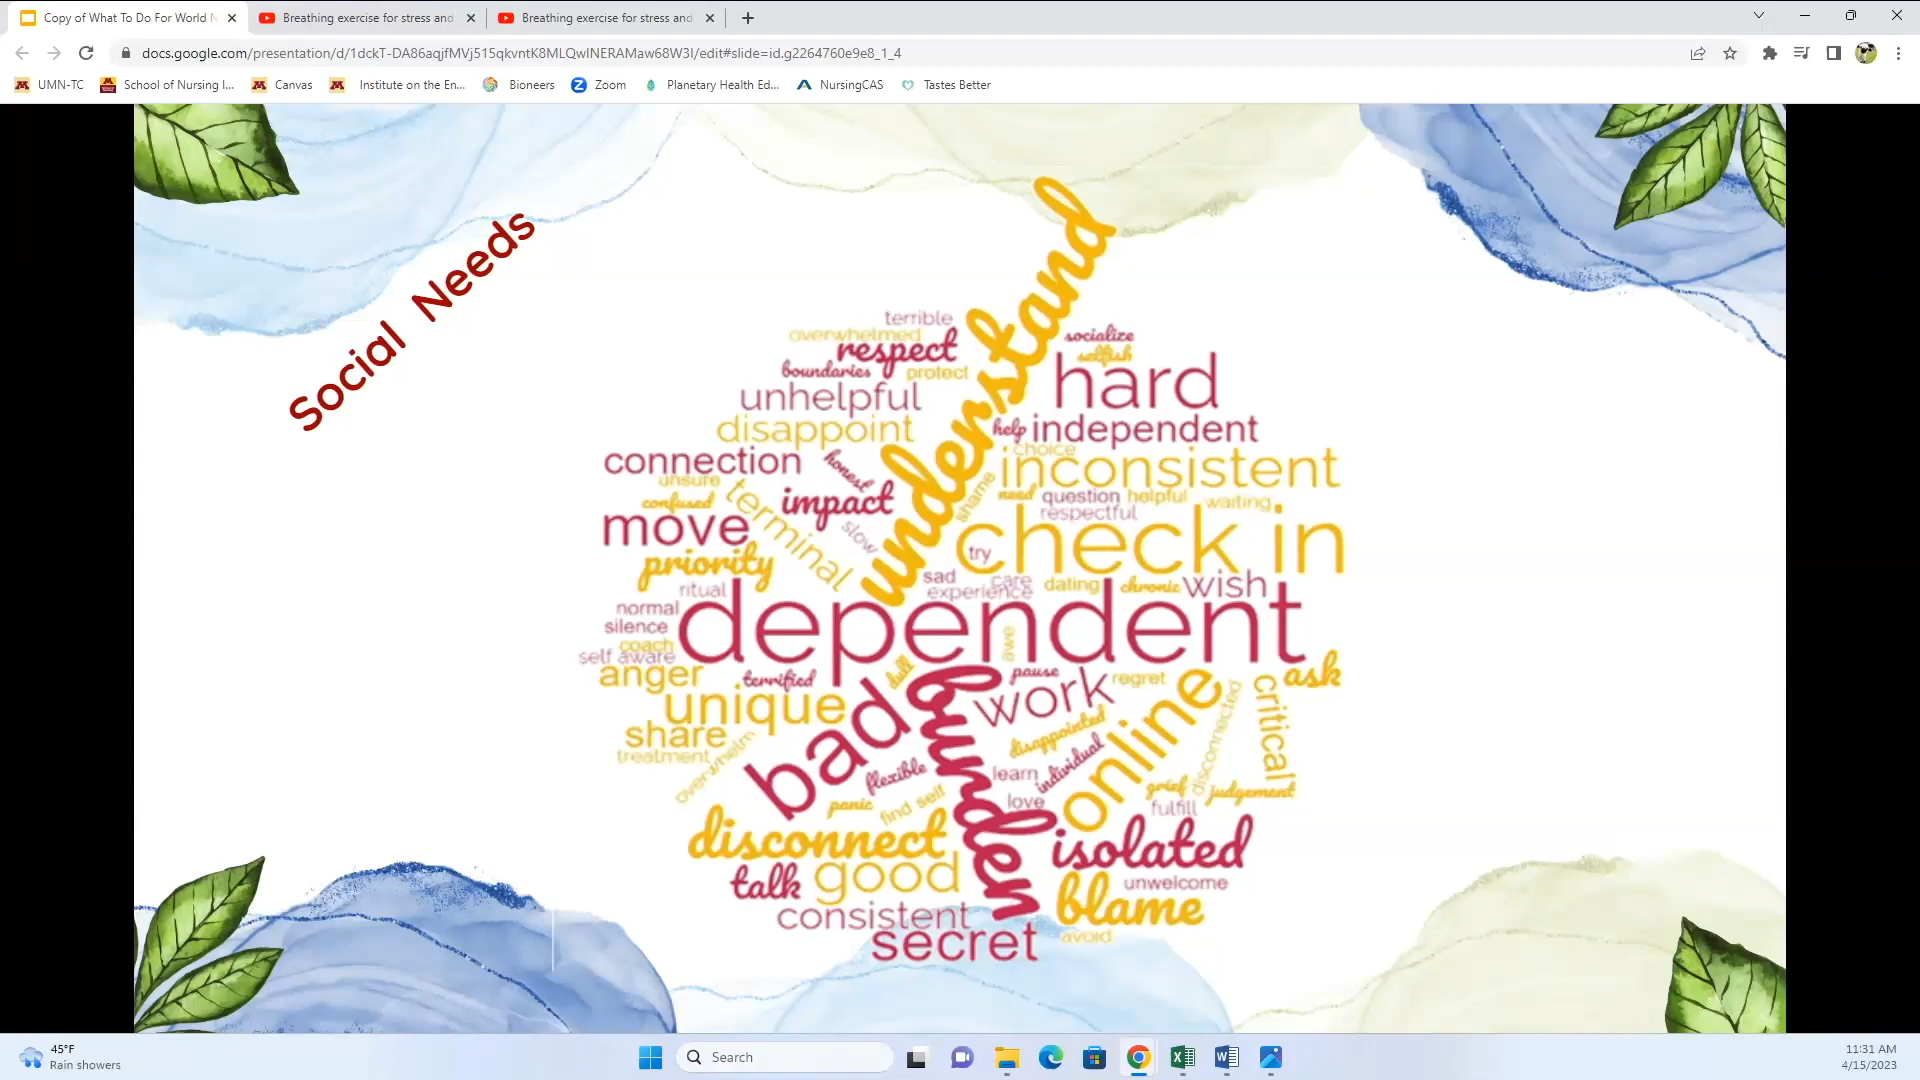 Copy of What To Do For World N
Breathing exercise for stress and
Breathing exercise for stress and
docs.google.com/presentation/d/1dckT-DA86aqjfMVj515qkvntK8MLQwlNERAMaw68W3I/edit#slide=id.g2264760e9e8_1_4
UMN-TC
School of Nursing I...
Canvas
Institute on the En...
Bioneers
Zoom
Planetary Health Ed...
NursingCAS
Tastes Better
Social Needs
understand
terrible
overwhelmed
respect
boundaries
protect
unhelpful
disappoint
socialize
selfish
hard
help
independent
choice
inconsistent
connection
honest
unsure
confused
terminal
impact
shame
need
question
helpful
waiting
respectful
move
slow
check in
try
priority
sad
care
experience
dating
chronic
wish
ritual
normal
dependent
silence
coach
self aware
awe
anger
terrified
dull
burden
pause
work
regret
ask
unique
bad
online
disconnected
critical
share
treatment
overwhelm
disappointed
flexible
learn
individual
panic
find self
love
grief
judgement
fulfill
disconnect
isolated
talk
good
unwelcome
consistent
blame
secret
avoid
45°F
Rain showers
Search
11:31 AM
4/15/2023